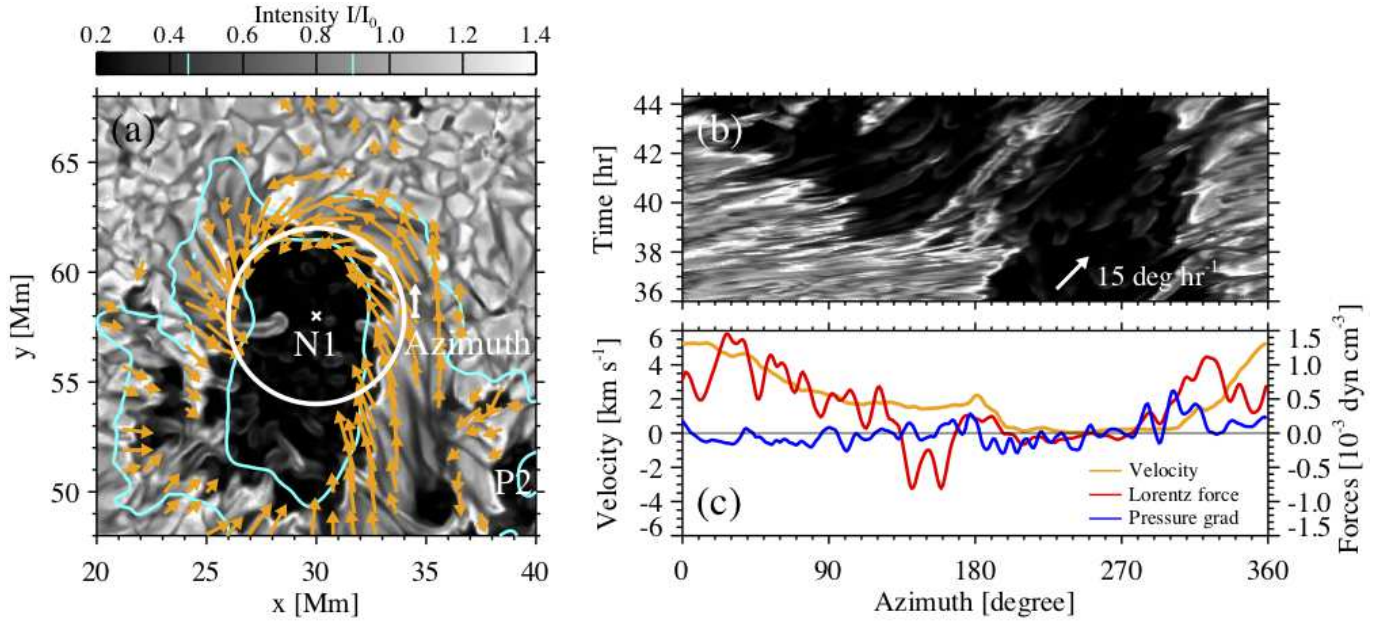 Intensity I/I0
0.2 0.4 0.6 0.8 1.0 1.2 1.4
(a)
65
60
55
50
y [Mm]
N1
Azimuth
P2
20 25 30 35 40
x [Mm]
(b)
44
42
40
38
36
Time [hr]
15 deg hr-1
6
4
2
0
-2
-4
-6
Velocity [km s-1]
1.5
1.0
0.5
0.0
-0.5
-1.0
-1.5
Forces [10-3 dyn cm-3]
(c)
Velocity
Lorentz force
Pressure grad
0 90 180 270 360
Azimuth [degree]